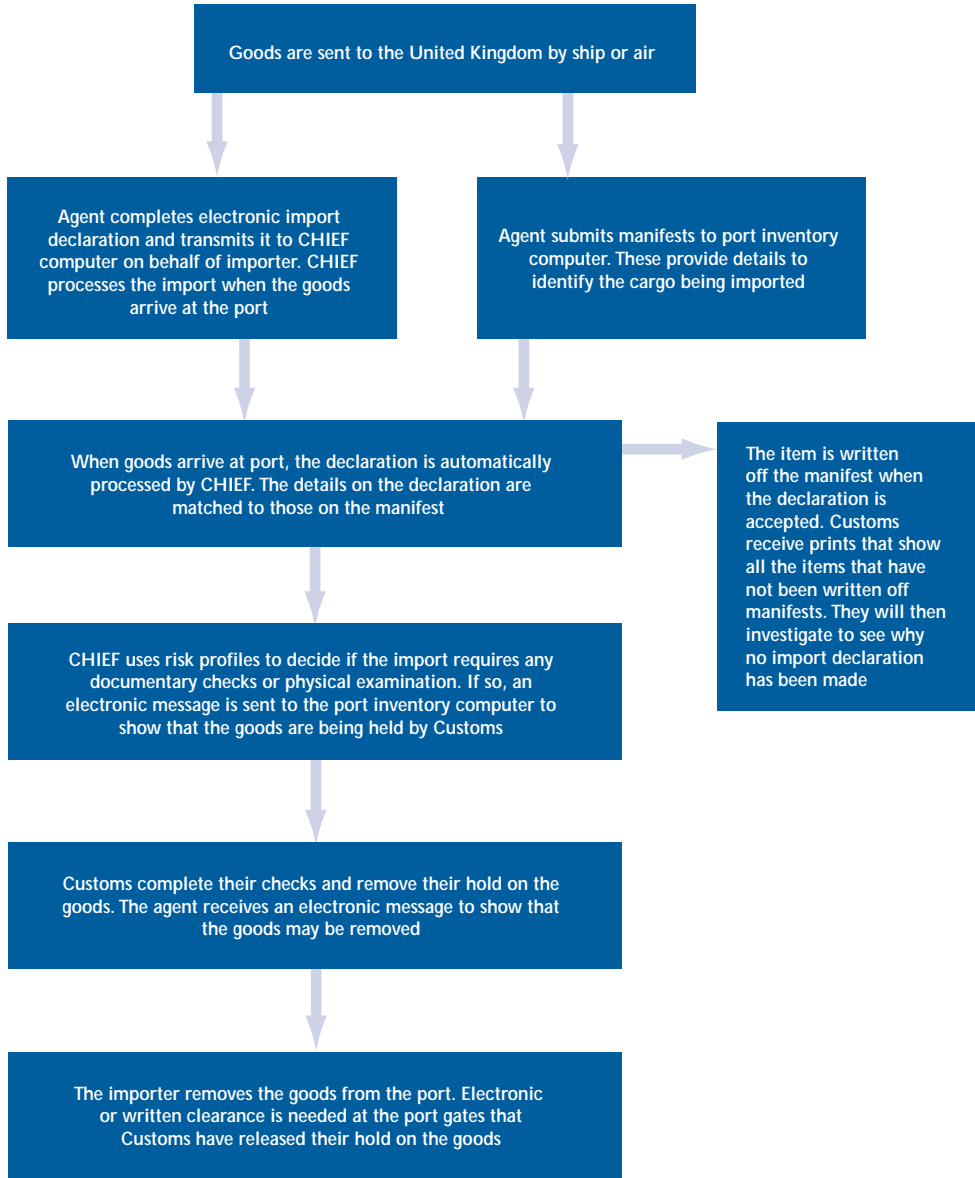 Goods are sent to the United Kingdom by ship or air
Agent completes electronic import
declaration and transmits it to CHIEF
computer on behalf of importer. CHIEF
processes the import when the goods
arrive at the port
Agent submits manifests to port inventory
computer. These provide details to
identify the cargo being imported
When goods arrive at port, the declaration is automatically
processed by CHIEF. The details on the declaration are
matched to those on the manifest
The item is written
off the manifest when
the declaration is
accepted. Customs
receive prints that show
all the items that have
not been written off
manifests. They will then
investigate to see why
no import declaration
has been made
CHIEF uses risk profiles to decide if the import requires any
documentary checks or physical examination. If so, an
electronic message is sent to the port inventory computer to
show that the goods are being held by Customs
Customs complete their checks and remove their hold on the
goods. The agent receives an electronic message to show that
the goods may be removed
The importer removes the goods from the port. Electronic
or written clearance is needed at the port gates that
Customs have released their hold on the goods